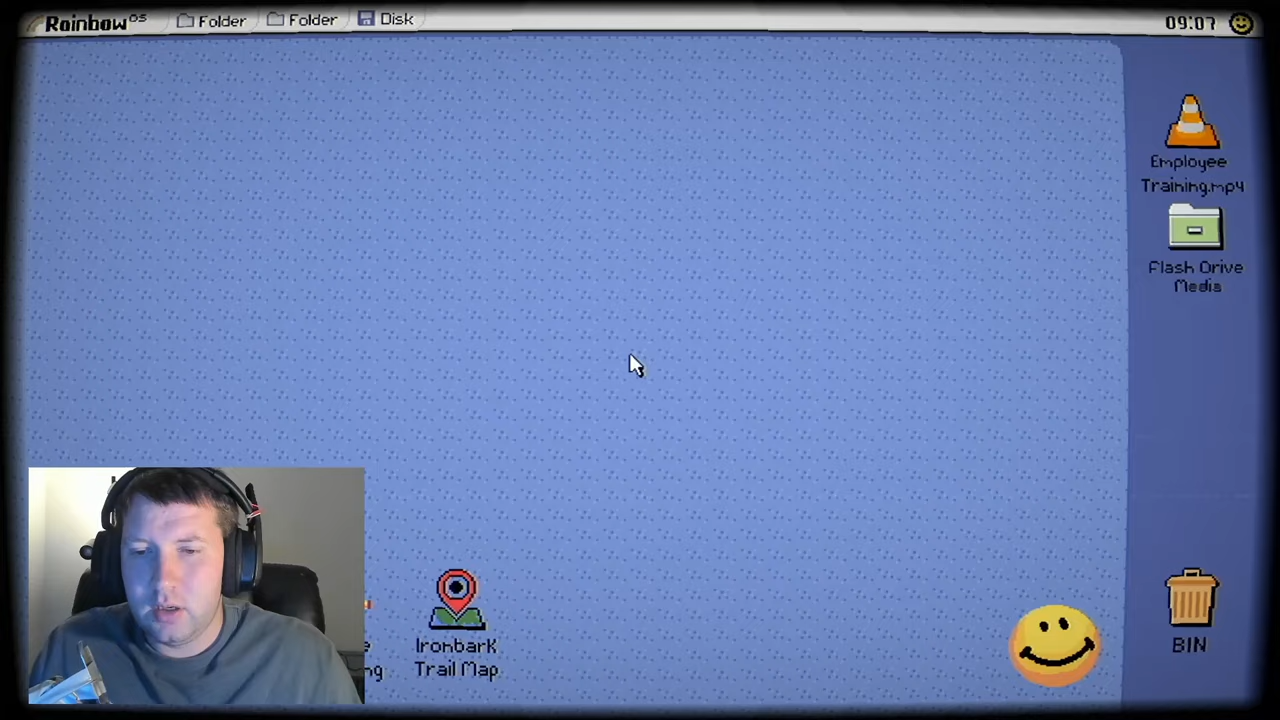 Rainbow OS
Folder
Folder
Disk
09:07
Employee
Training.mp4
Flash Drive
Media
Ironbark
Trail Map
BIN